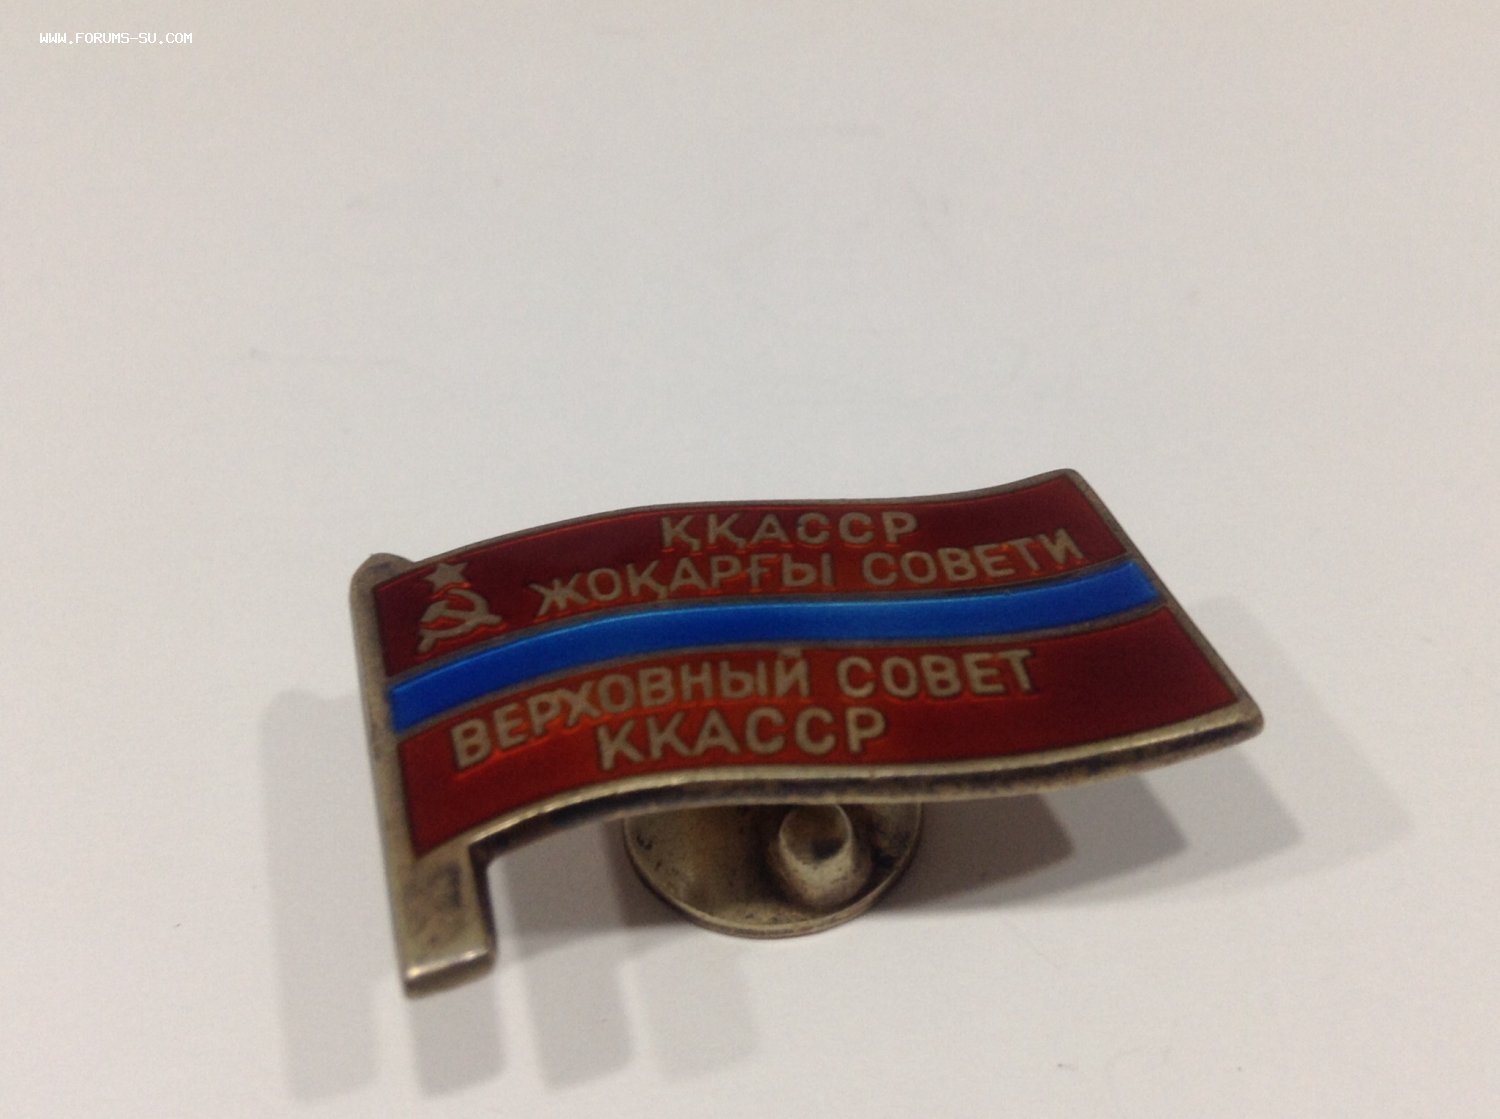 WWW.FORUMS-SU.COM
ҚҚАССР
ЖОҚАРҒЫ СОВЕТИ
ВЕРХОВНЫЙ СОВЕТ
ККАССР